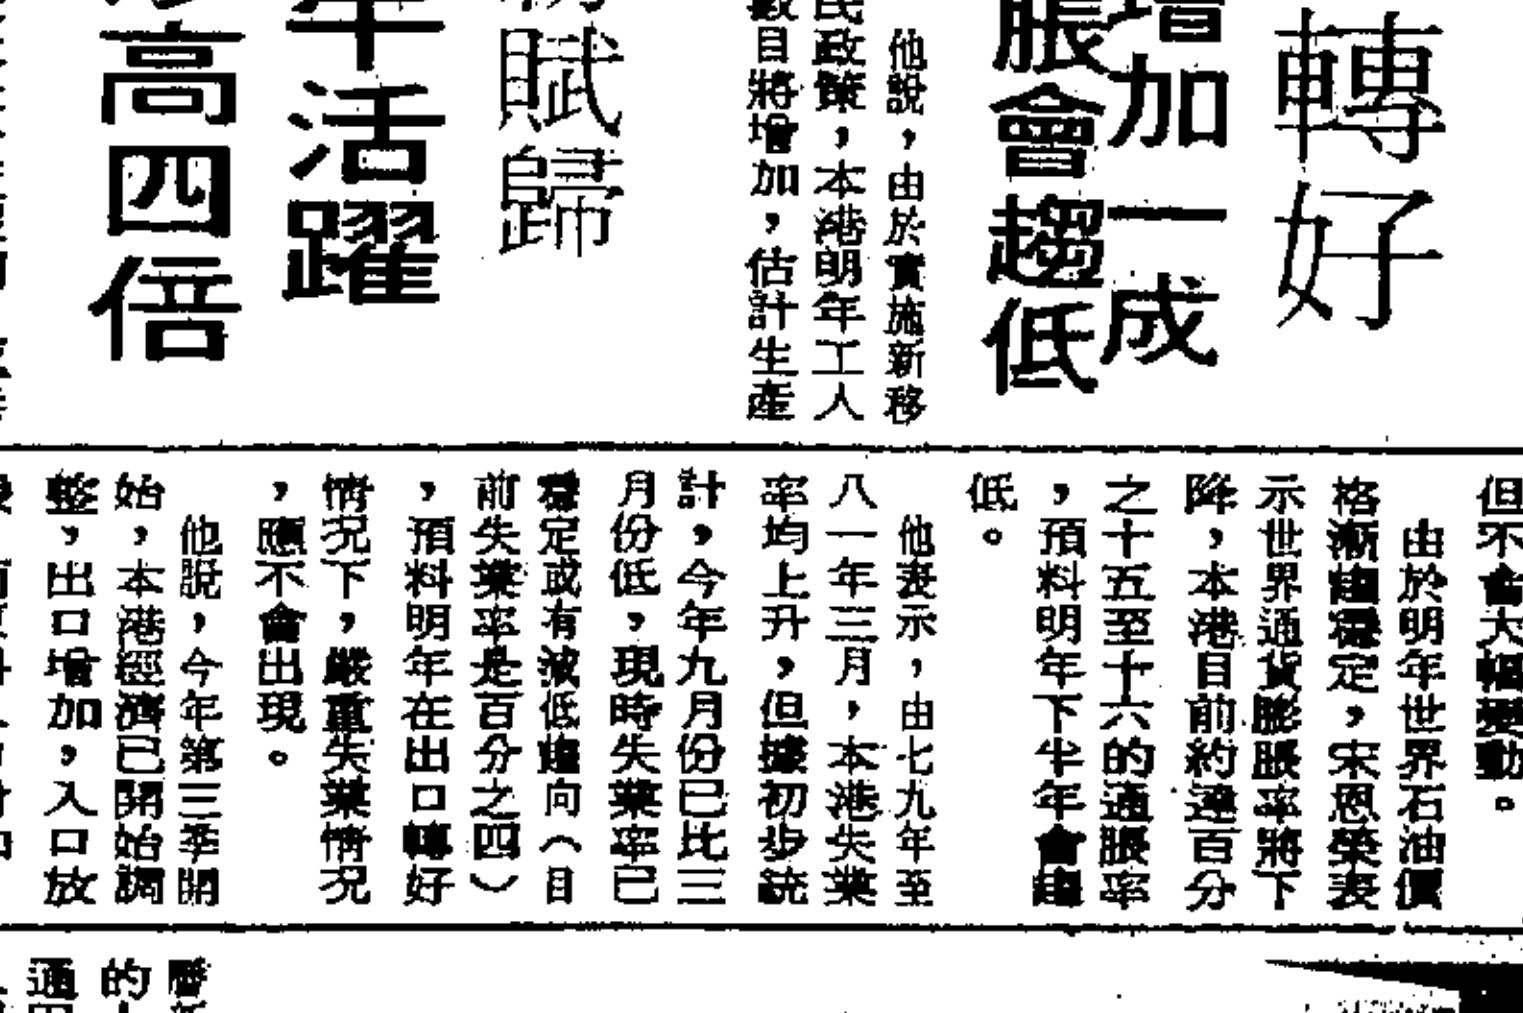 轉好
增加一成
脹會趨低
他說，由於實施新移
民政策，本港明年工人
數目將增加，估計生產
賦歸
年活躍
高四倍
但不會大幅變動。
由於明年世界石油價
格漸趨穩定，宋恩榮表
示世界通貨膨脹率將下
降，本港目前約達百分
之十五至十六的通脹率
，預料明年下半年會趨
低。
他表示，由七九年至
八一年三月，本港失業
率均上升，但據初步統
計，今年九月份已比三
月份低，現時失業率已
穩定或有減低趨向（目
前失業率是百分之四）
，預料明年在出口轉好
情況下，嚴重失業情況
，應不會出現。
他說，今年第三季開
始，本港經濟已開始調
整，出口增加，入口放
曆
的
通